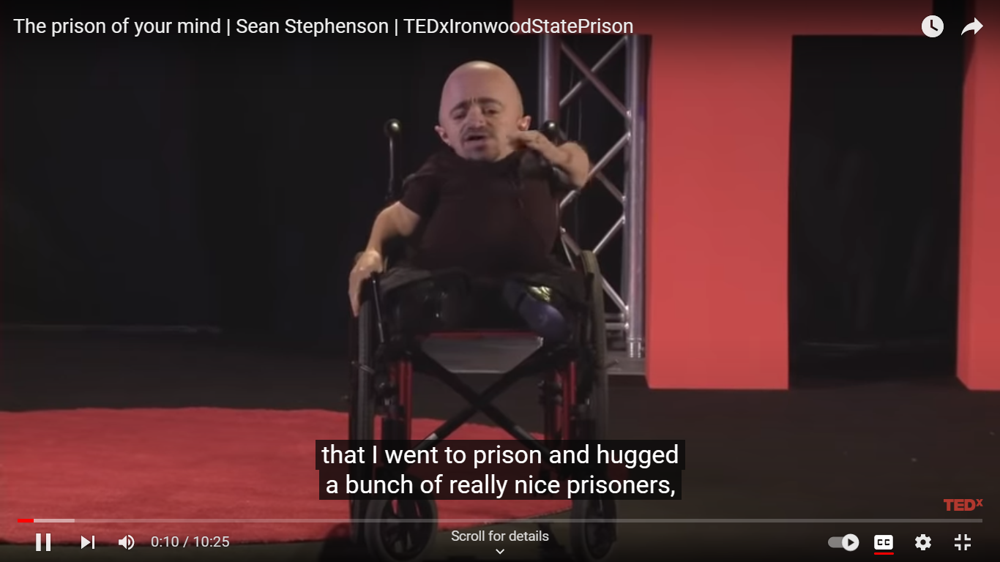 The prison of your mind | Sean Stephenson | TEDxIronwoodStatePrison
that I went to prison and hugged
a bunch of really nice prisoners,
TEDx
0:10 / 10:25
Scroll for details
CC